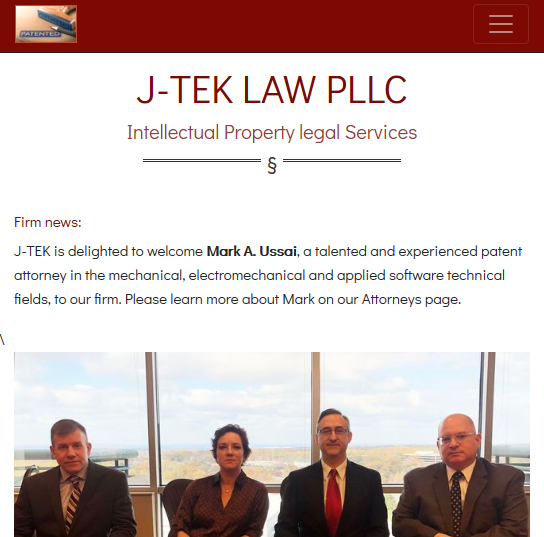 PATENTED
J-TEK LAW PLLC
Intellectual Property legal Services
§
Firm news:
J-TEK is delighted to welcome Mark A. Ussai, a talented and experienced patent
attorney in the mechanical, electromechanical and applied software technical
fields, to our firm. Please learn more about Mark on our Attorneys page.
\